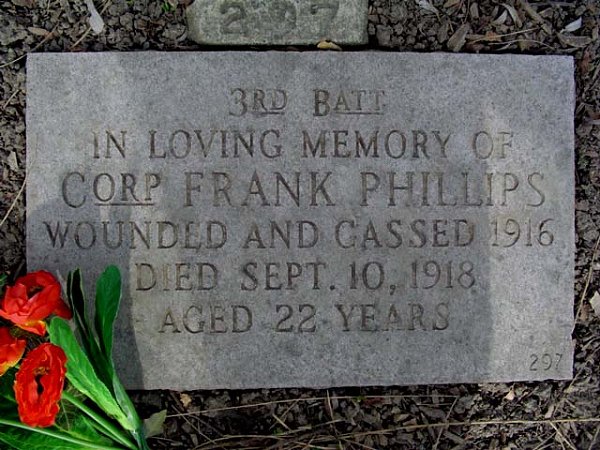 297
3RD BATT
IN LOVING MEMORY OF
CORP FRANK PHILLIPS
WOUNDED AND GASSED 1916
DIED SEPT. 10, 1918
AGED 22 YEARS
297